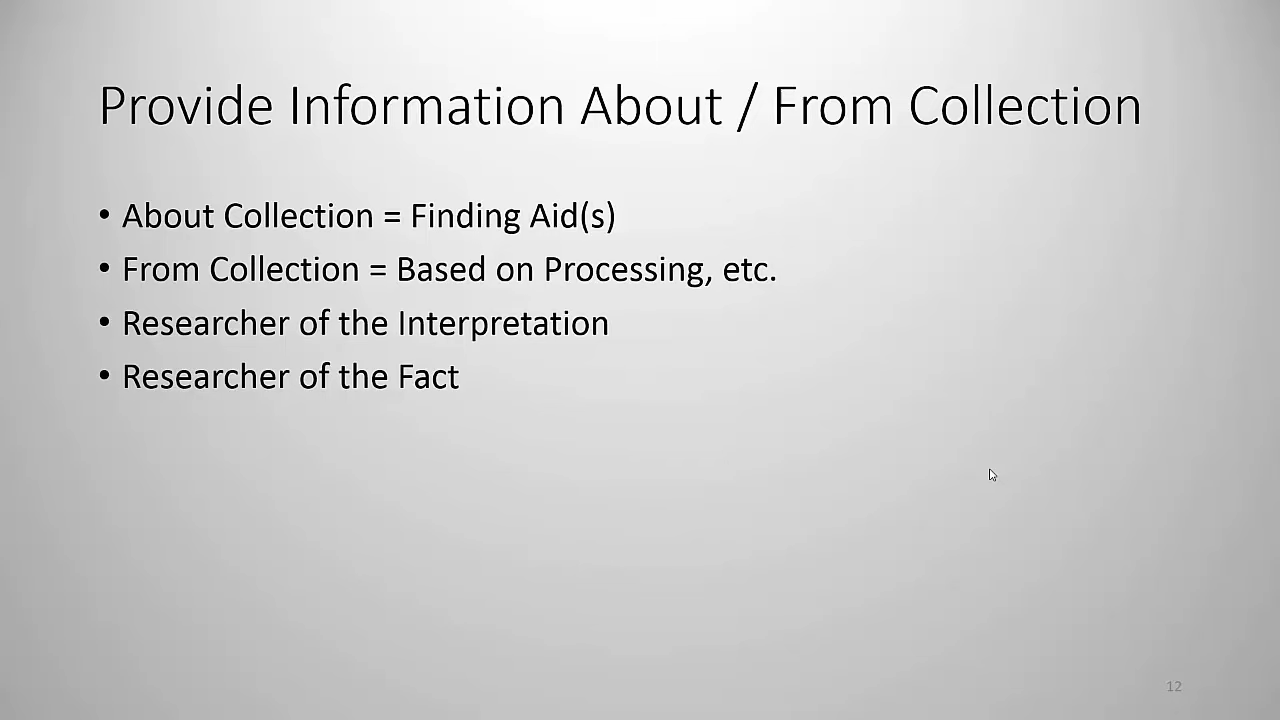 Provide Information About / From Collection
• About Collection = Finding Aid(s)
• From Collection = Based on Processing, etc.
• Researcher of the Interpretation
• Researcher of the Fact
12